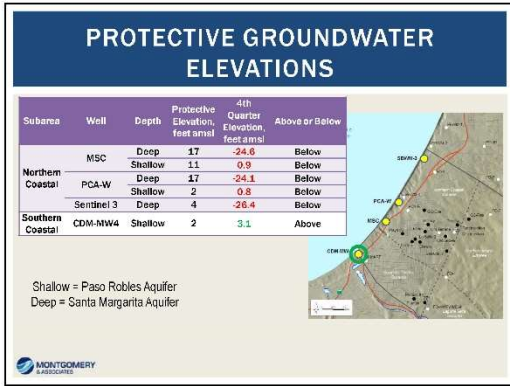 PROTECTIVE GROUNDWATER
ELEVATIONS
Subarea Well Depth Protective Elevation, feet amsl 4th Quarter Elevation, feet amsl Above or Below
Northern Coastal MSC Deep 17 -24.6 Below
Shallow 11 0.9 Below
PCA-W Deep 17 -24.1 Below
Shallow 2 0.8 Below
Sentinel 3 Deep 4 -26.4 Below
Southern Coastal CDM-MW4 Shallow 2 3.1 Above
PCA-W
MSC
Shallow = Paso Robles Aquifer
Deep = Santa Margarita Aquifer
MONTGOMERY
& ASSOCIATES